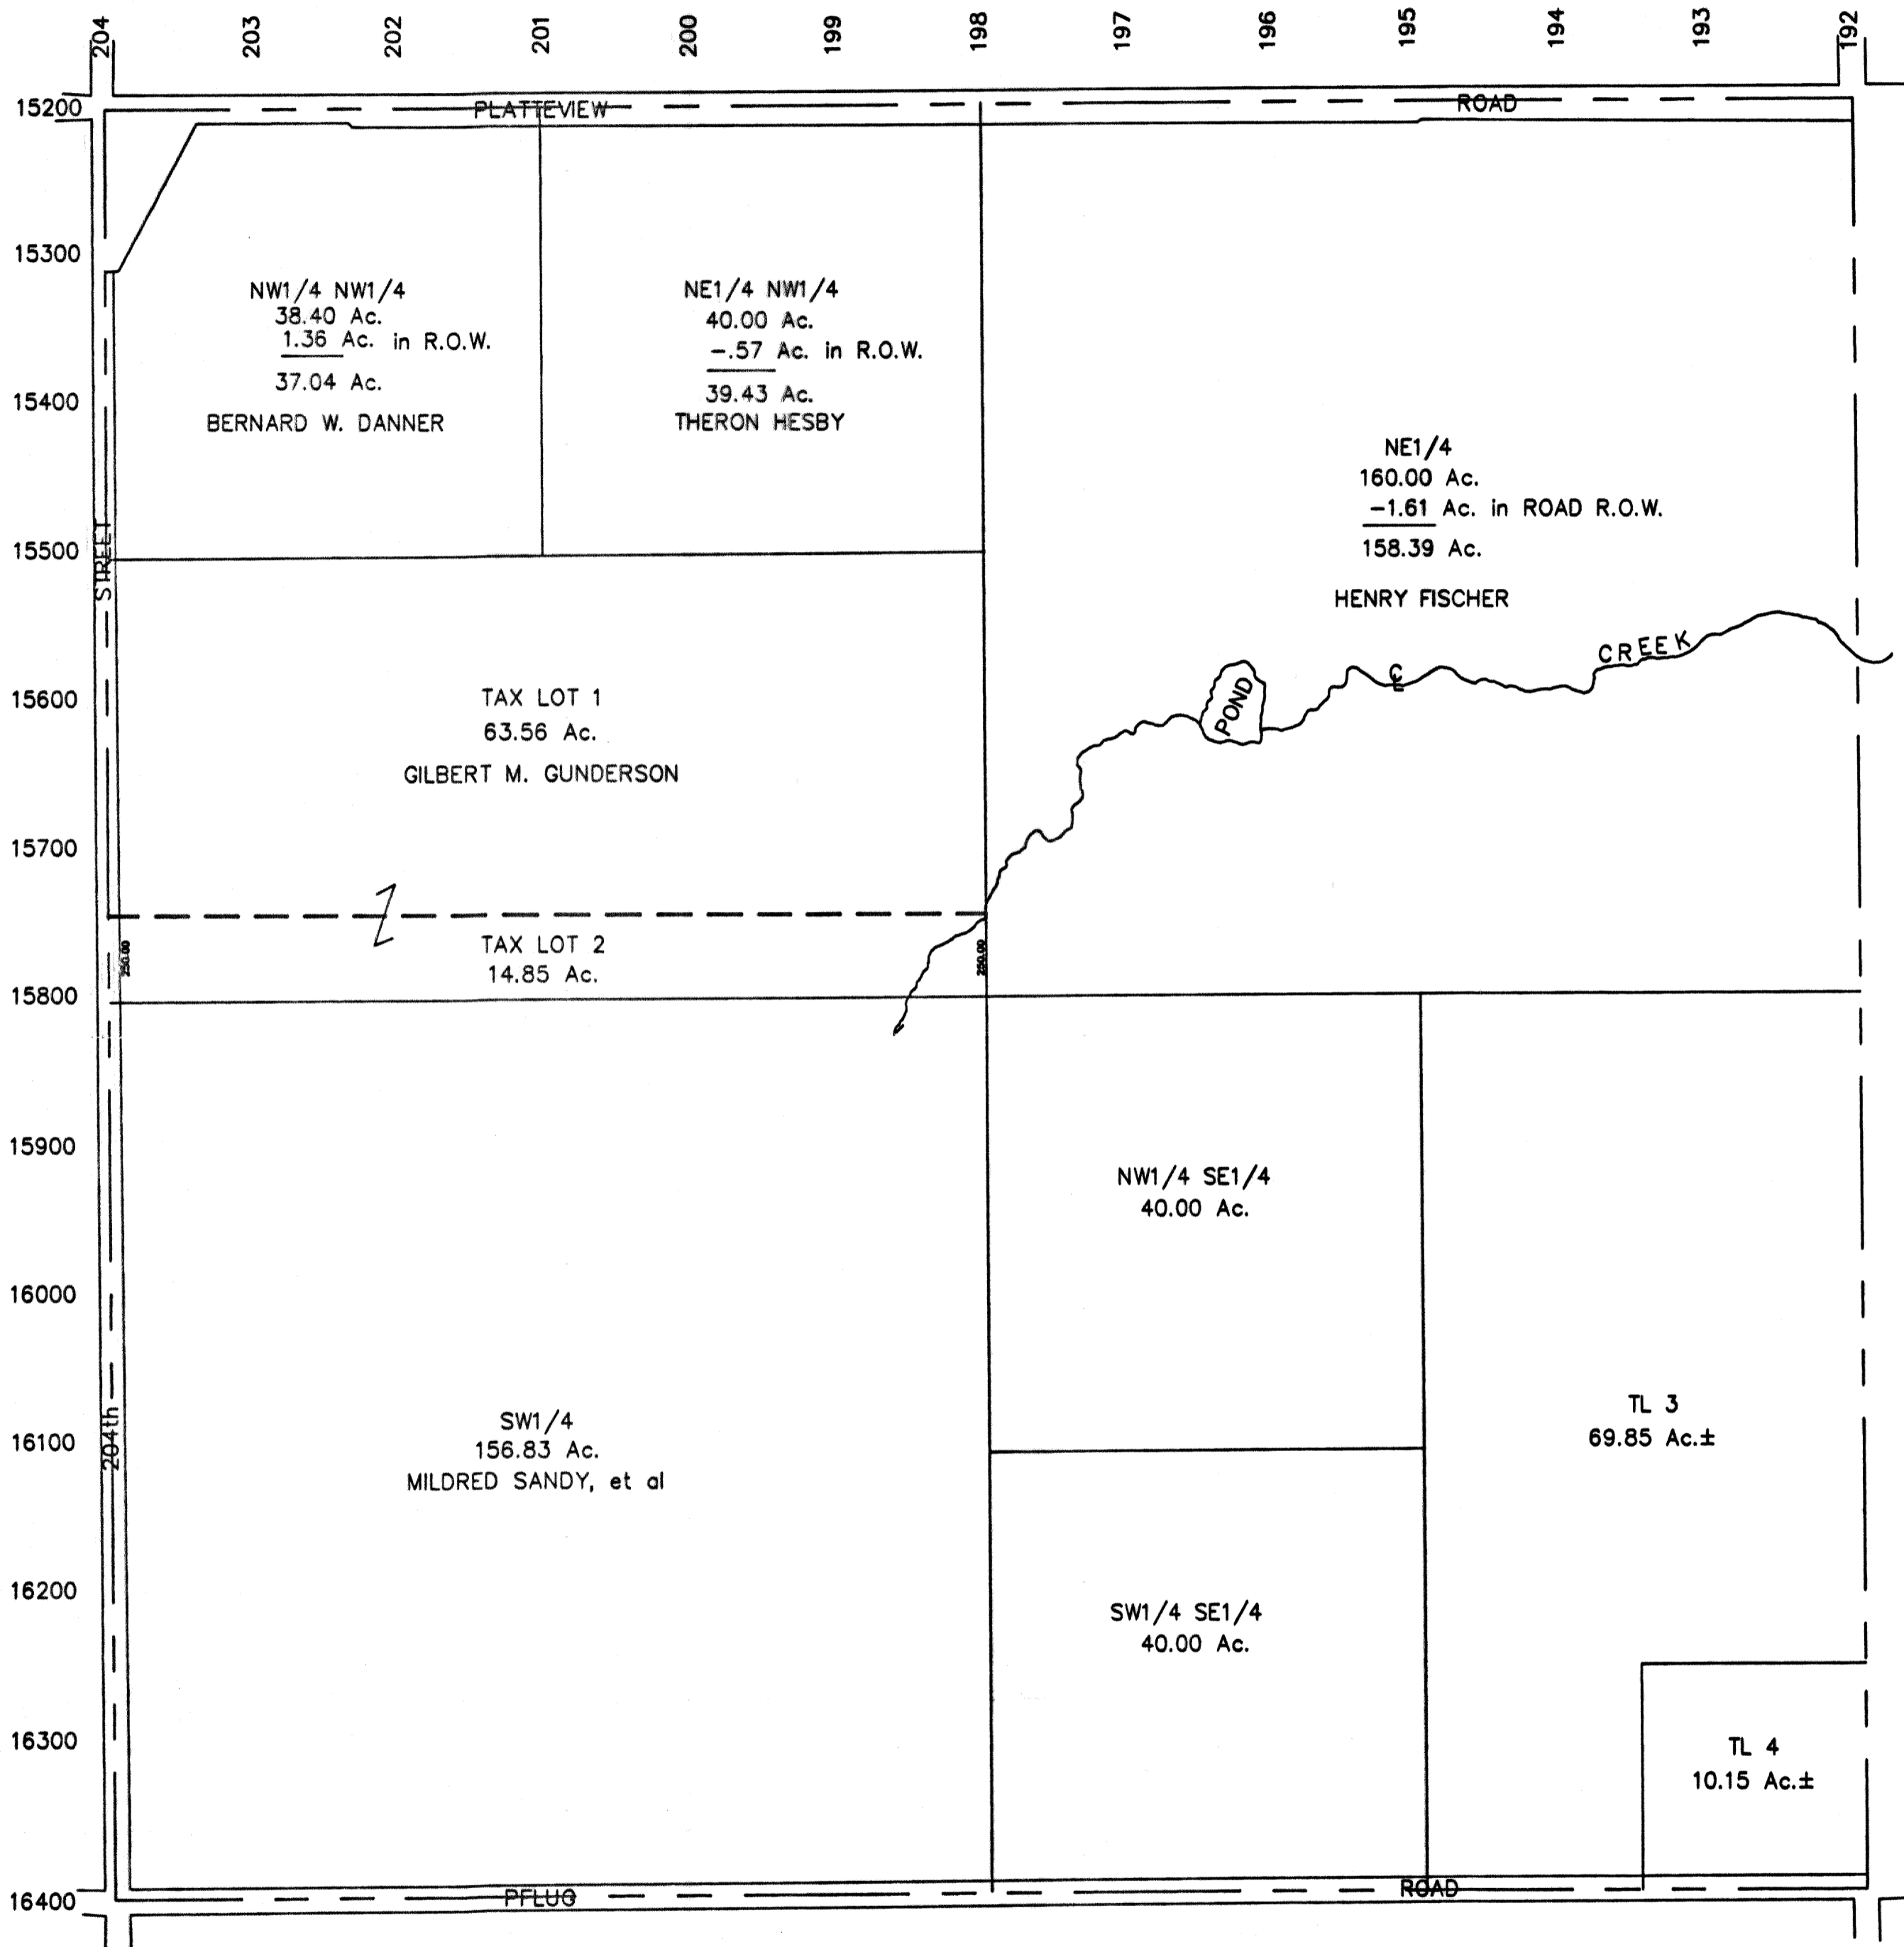 204
203
202
201
200
199
198
197
196
195
194
193
192
15200
PLATTEVIEW
ROAD
15300
NW1/4 NW1/4
38.40 Ac.
1.36 Ac. in R.O.W.
37.04 Ac.
BERNARD W. DANNER
NE1/4 NW1/4
40.00 Ac.
-.57 Ac. in R.O.W.
39.43 Ac.
THERON HESBY
15400
NE1/4
160.00 Ac.
-1.61 Ac. in ROAD R.O.W.
158.39 Ac.
HENRY FISCHER
15500
STREET
CREEK
℄
POND
15600
TAX LOT 1
63.56 Ac.
GILBERT M. GUNDERSON
15700
250.00
TAX LOT 2
14.85 Ac.
250.00
15800
15900
NW1/4 SE1/4
40.00 Ac.
16000
TL 3
69.85 Ac.±
16100
204th
SW1/4
156.83 Ac.
MILDRED SANDY, et al
16200
SW1/4 SE1/4
40.00 Ac.
16300
TL 4
10.15 Ac.±
16400
PFLUG
ROAD